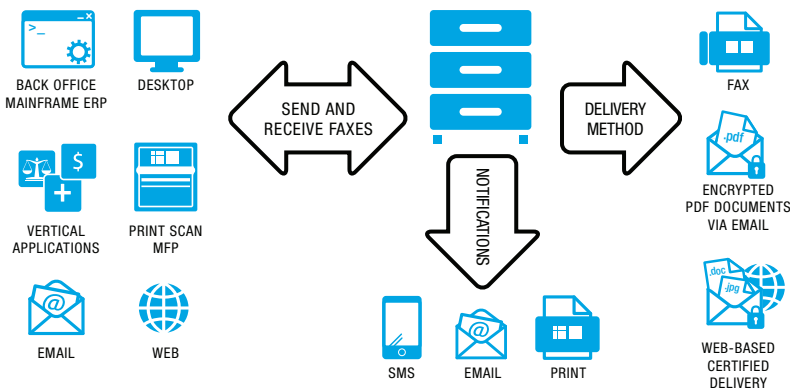 >_
BACK OFFICE
MAINFRAME ERP
DESKTOP
$
VERTICAL
APPLICATIONS
PRINT SCAN
MFP
@
EMAIL
WEB
SEND AND
RECEIVE FAXES
NOTIFICATIONS
SMS
@
EMAIL
PRINT
DELIVERY
METHOD
FAX
.pdf
ENCRYPTED
PDF DOCUMENTS
VIA EMAIL
.doc
.jpg
WEB-BASED
CERTIFIED
DELIVERY